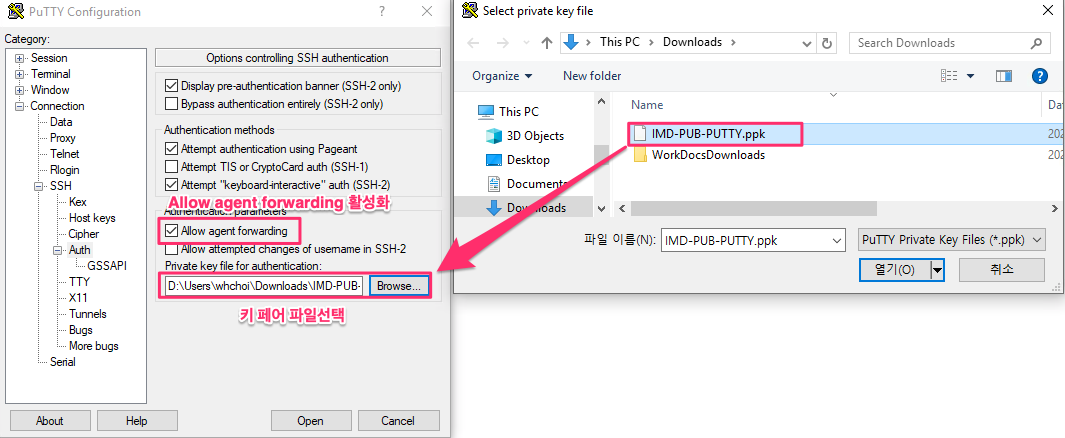 PuTTY Configuration
?
Category:
Session
Terminal
Window
Connection
Data
Proxy
Telnet
Rlogin
SSH
Kex
Host keys
Cipher
Auth
GSSAPI
TTY
X11
Tunnels
Bugs
More bugs
Serial
Options controlling SSH authentication
Display pre-authentication banner (SSH-2 only)
Bypass authentication entirely (SSH-2 only)
Authentication methods
Attempt authentication using Pageant
Attempt TIS or CryptoCard auth (SSH-1)
Attempt "keyboard-interactive" auth (SSH-2)
Allow agent forwarding 활성화
Authentication parameters
Allow agent forwarding
Allow attempted changes of username in SSH-2
Private key file for authentication:
D:\Users\whchoi\Downloads\IMD-PUB- Browse...
키 페어 파일선택
About Help Open Cancel
Select private key file
This PC > Downloads
Search Downloads
Organize New folder
This PC
3D Objects
Desktop
Documents
Downloads
Name
IMD-PUB-PUTTY.ppk
WorkDocsDownloads
파일 이름(N): IMD-PUB-PUTTY.ppk PuTTY Private Key Files (*.ppk)
열기(O) 취소